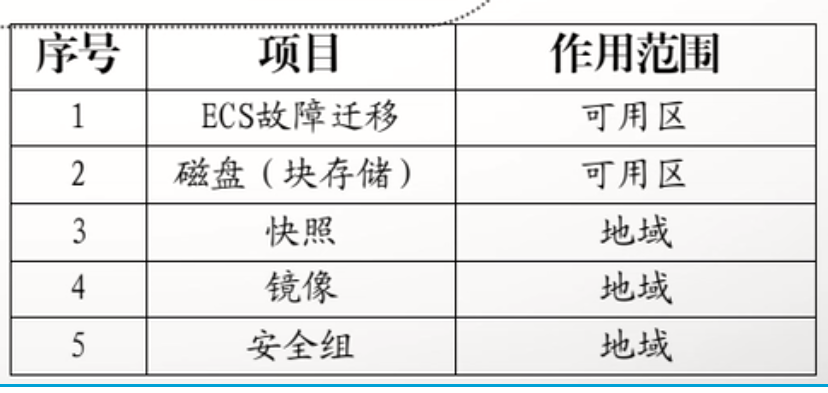 序号 项目 作用范围
1 ECS故障迁移 可用区
2 磁盘（块存储） 可用区
3 快照 地域
4 镜像 地域
5 安全组 地域